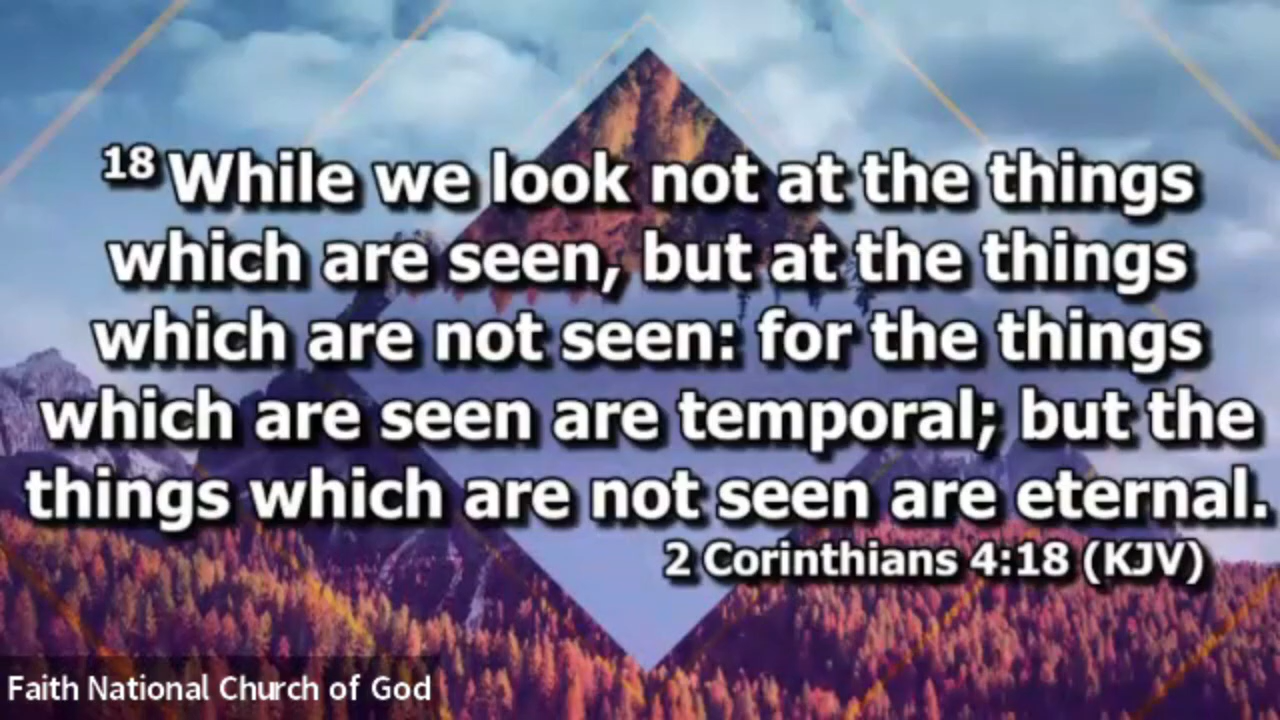 18 While we look not at the things
which are seen, but at the things
which are not seen: for the things
which are seen are temporal; but the
things which are not seen are eternal.
2 Corinthians 4:18 (KJV)
Faith National Church of God